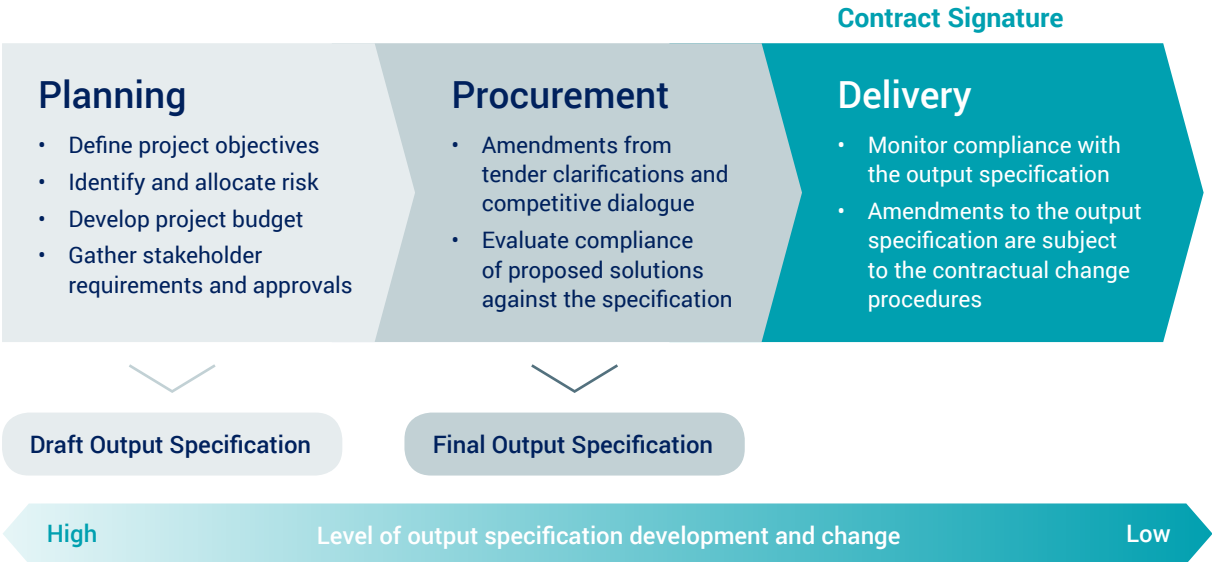 Contract Signature
Planning
• Define project objectives
• Identify and allocate risk
• Develop project budget
• Gather stakeholder
requirements and approvals
Procurement
• Amendments from
tender clarifications and
competitive dialogue
• Evaluate compliance
of proposed solutions
against the specification
Delivery
• Monitor compliance with
the output specification
• Amendments to the output
specification are subject
to the contractual change
procedures
Draft Output Specification
Final Output Specification
High
Level of output specification development and change
Low